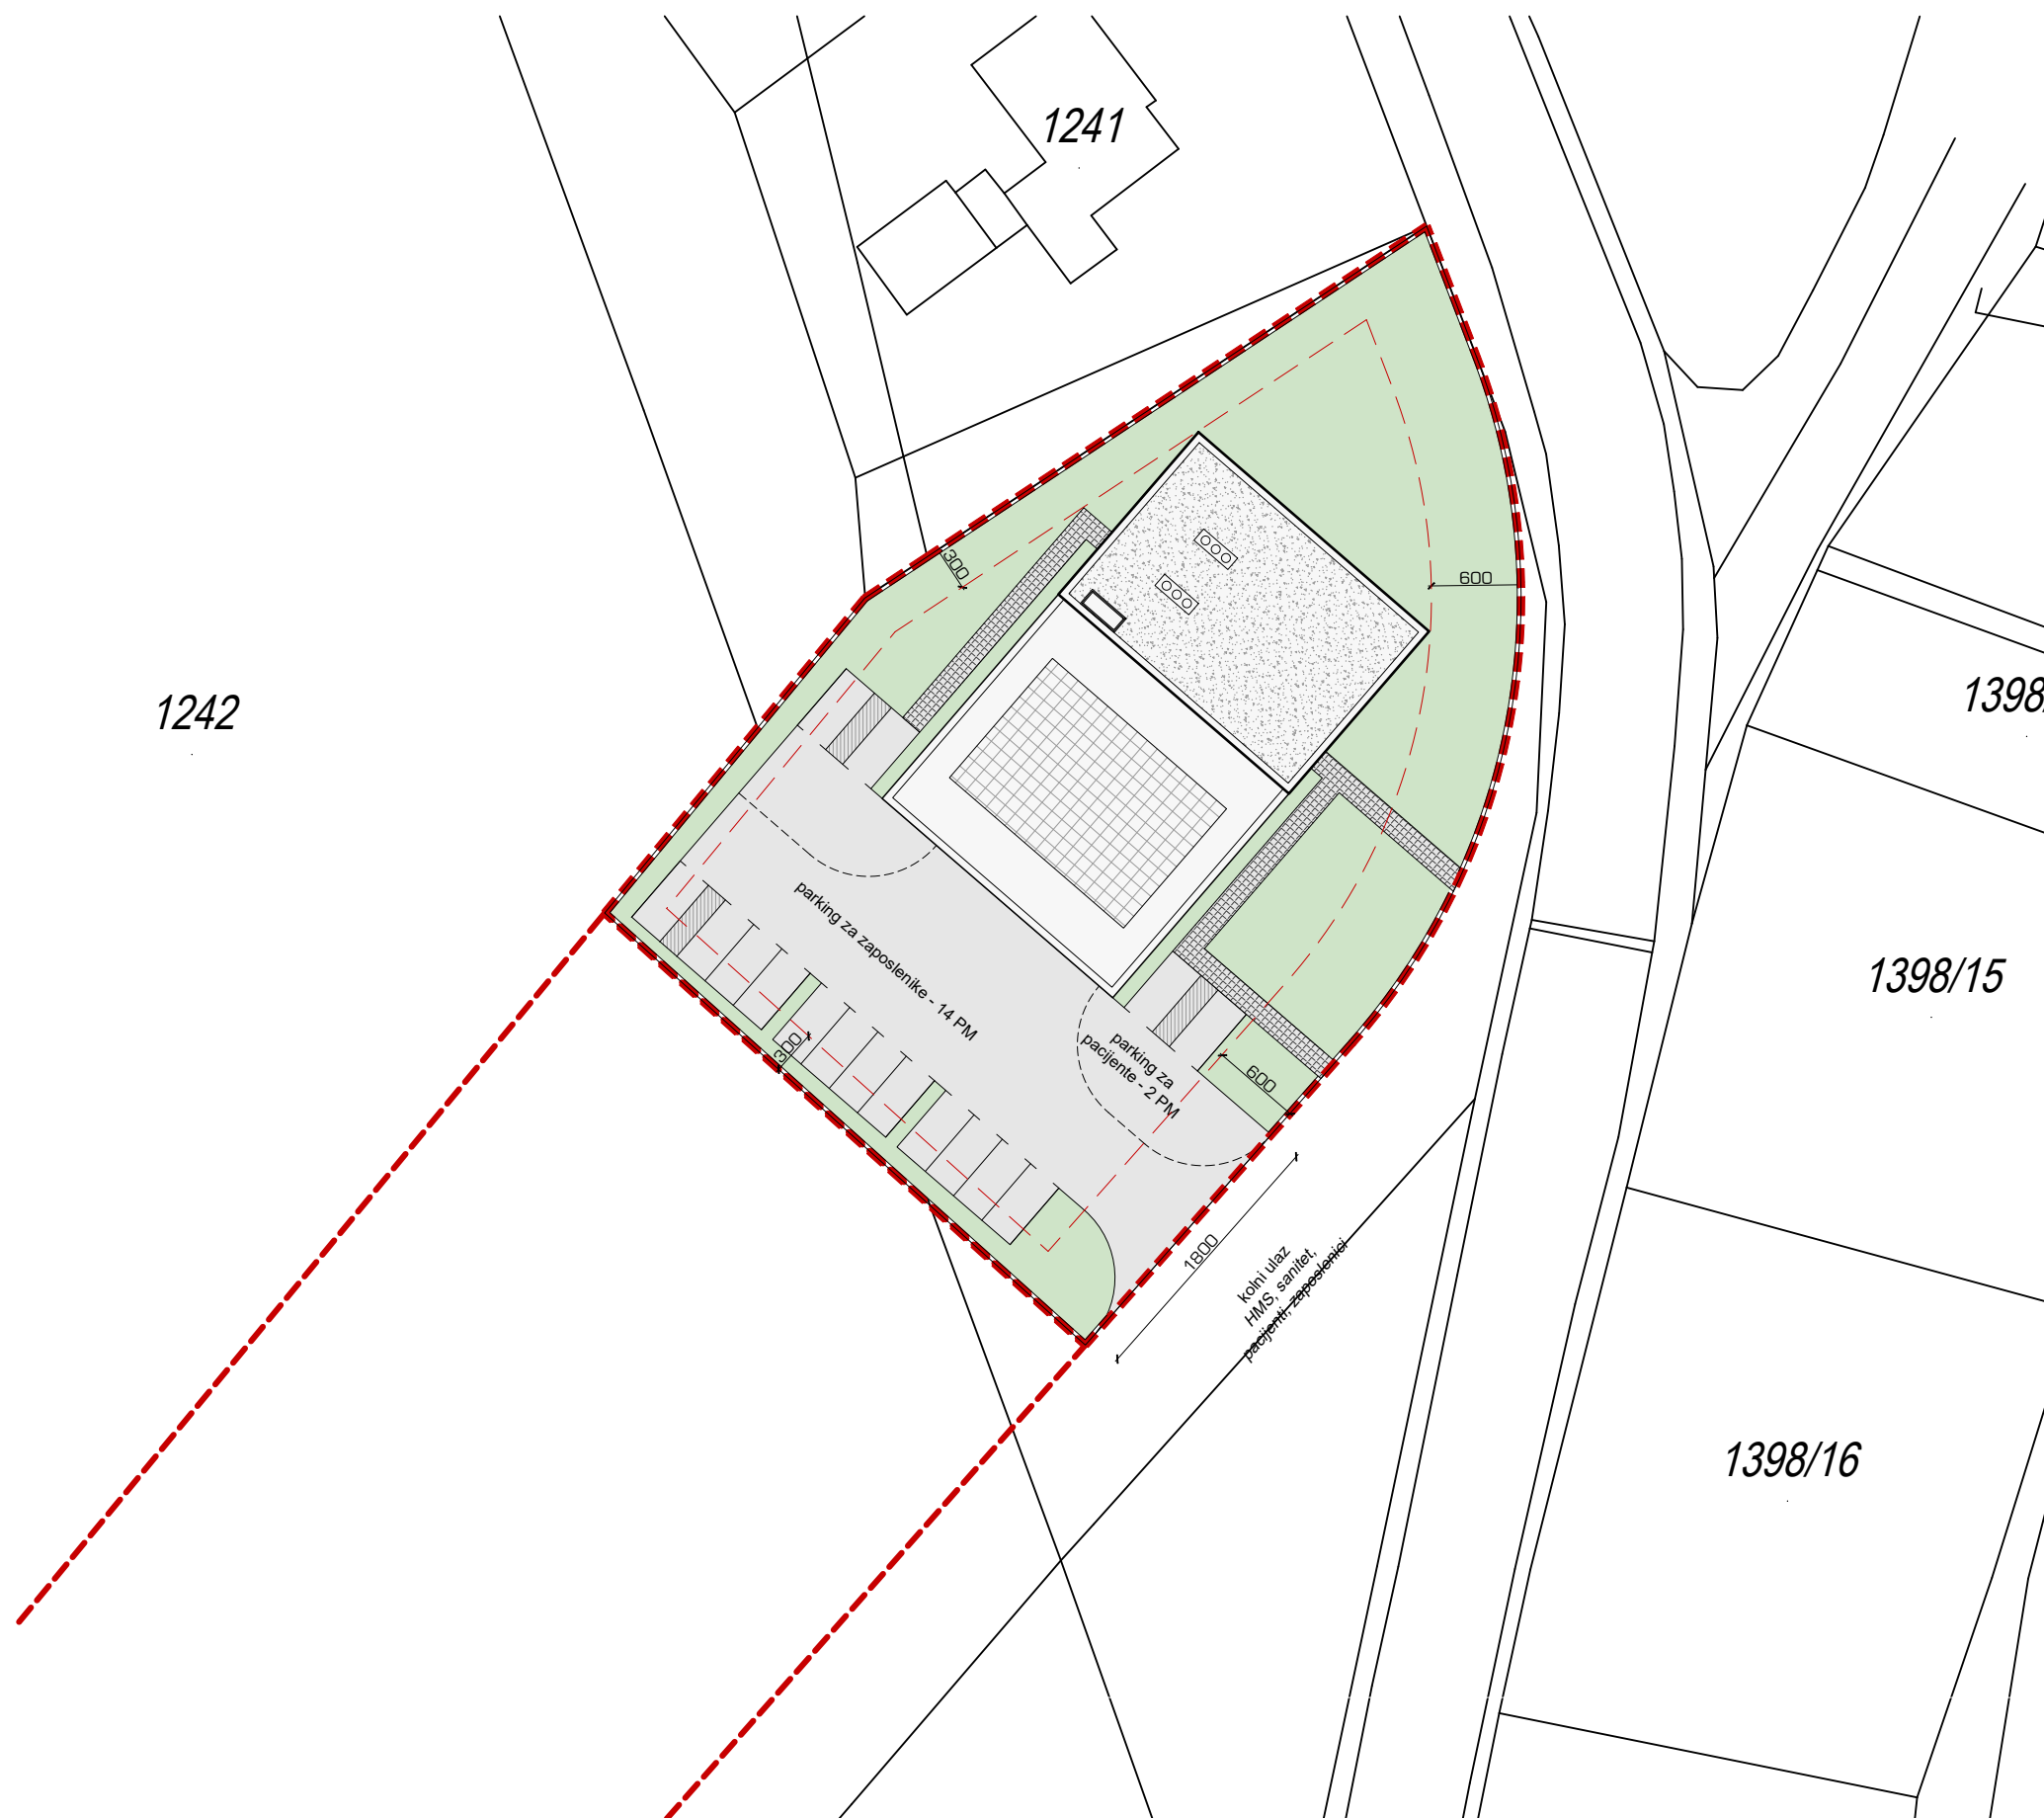 1241
300
600
1242
1398/
1398/15
parking za zaposlenike - 14 PM
parking za
pacijente - 2 PM
300
600
1800
kolni ulaz
HMS, sanitet,
pacijenti, zaposlenici
1398/16